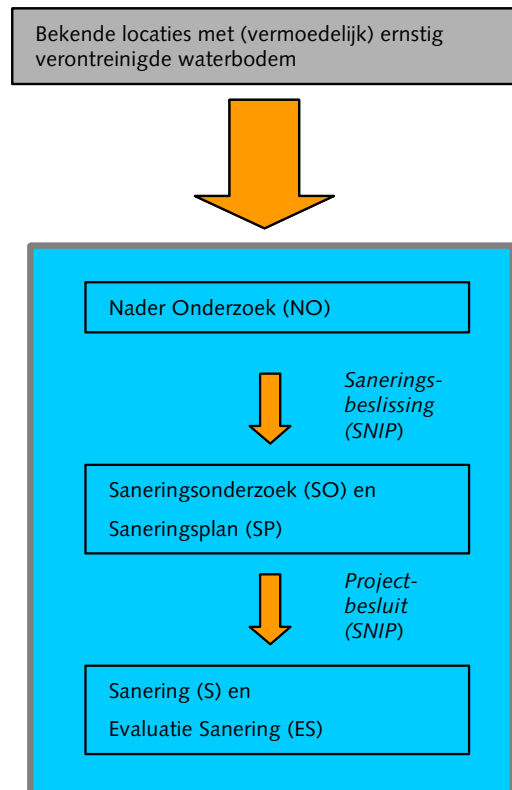 Bekende locaties met (vermoedelijk) ernstig
verontreinigde waterbodem
Nader Onderzoek (NO)
Sanerings-
beslissing
(SNIP)
Saneringsonderzoek (SO) en
Saneringsplan (SP)
Project-
besluit
(SNIP)
Sanering (S) en
Evaluatie Sanering (ES)